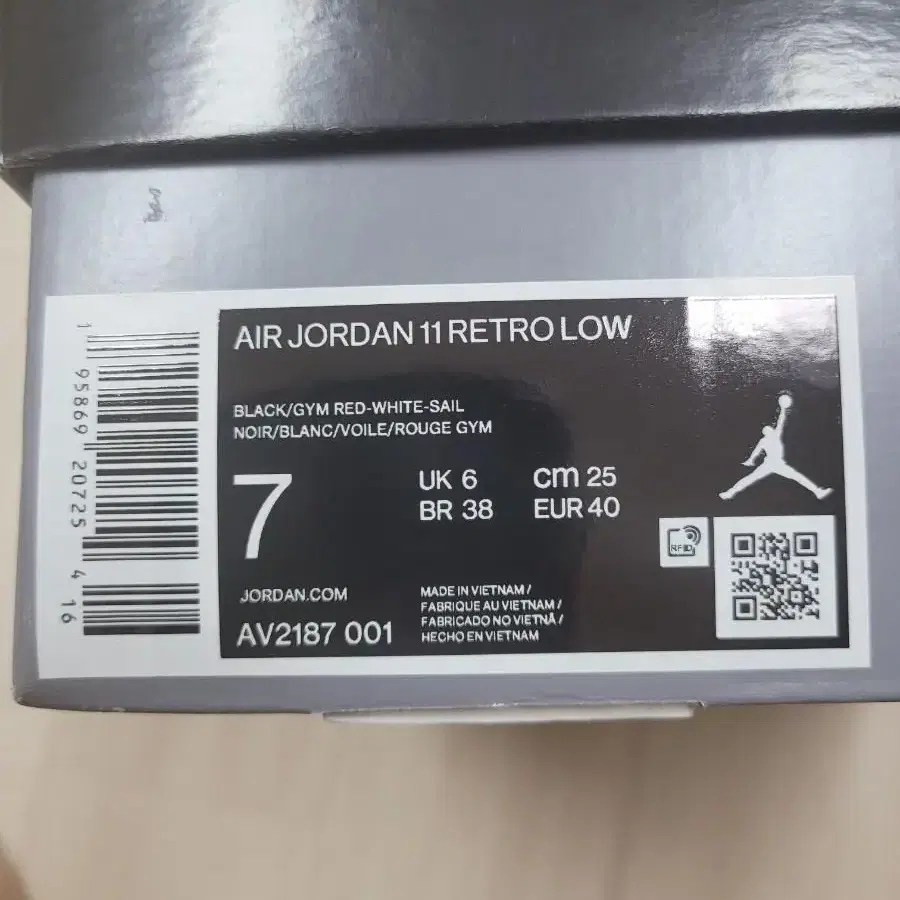 AIR JORDAN 11 RETRO LOW
BLACK/GYM RED-WHITE-SAIL
NOIR/BLANC/VOILE/ROUGE GYM
7
UK 6
cm 25
BR 38
EUR 40
RFID
JORDAN.COM
AV2187 001
MADE IN VIETNAM /
FABRIQUE AU VIETNAM /
FABRICADO NO VIETNÃ /
HECHO EN VIETNAM
1 95869 20725 4 16